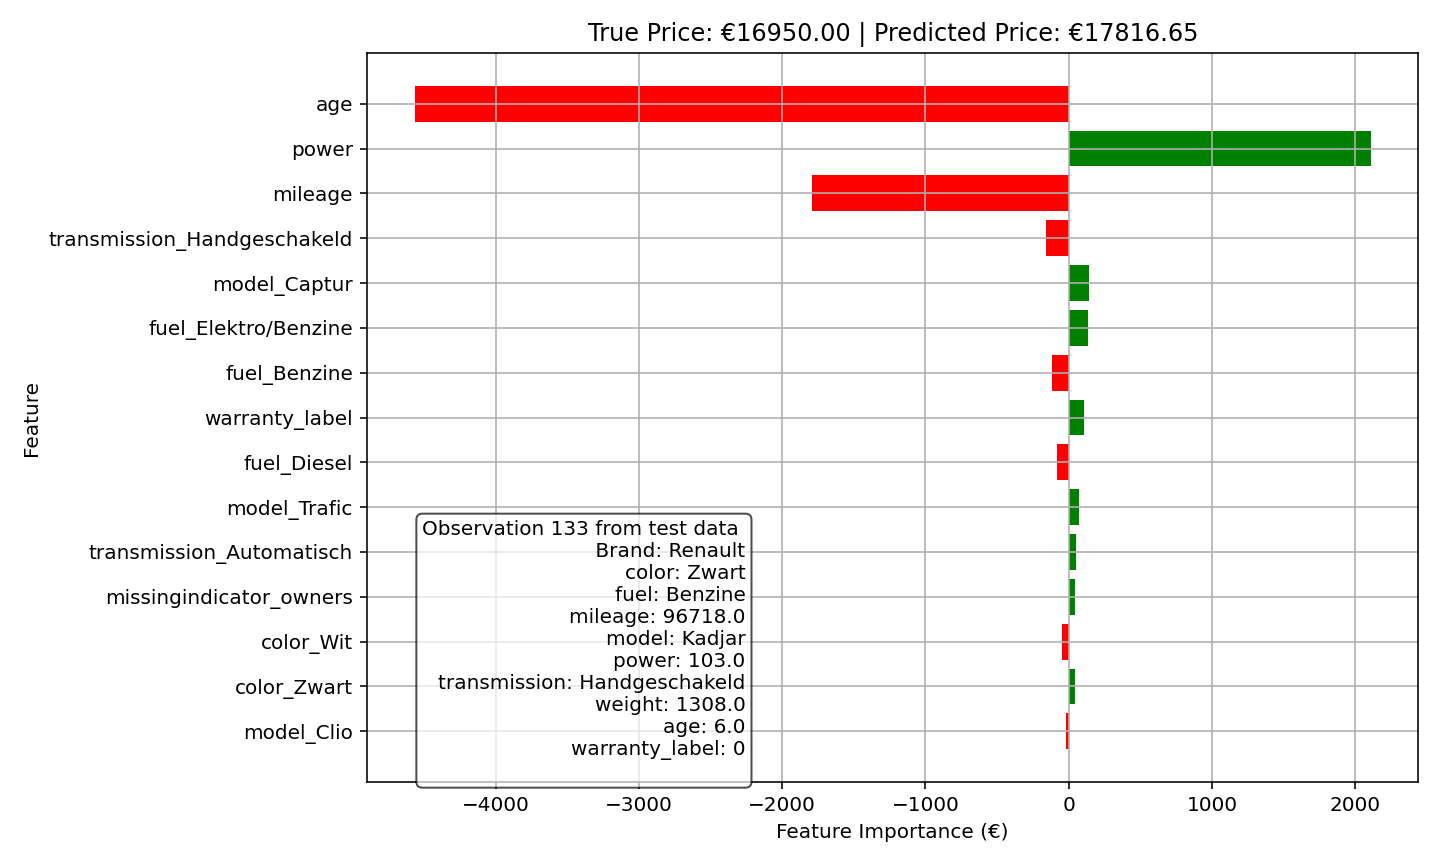 True Price: €16950.00 | Predicted Price: €17816.65
Feature
age
power
mileage
transmission_Handgeschakeld
model_Captur
fuel_Elektro/Benzine
fuel_Benzine
warranty_label
fuel_Diesel
model_Trafic
transmission_Automatisch
missingindicator_owners
color_Wit
color_Zwart
model_Clio
Observation 133 from test data
Brand: Renault
color: Zwart
fuel: Benzine
mileage: 96718.0
model: Kadjar
power: 103.0
transmission: Handgeschakeld
weight: 1308.0
age: 6.0
warranty_label: 0
−4000 −3000 −2000 −1000 0 1000 2000
Feature Importance (€)